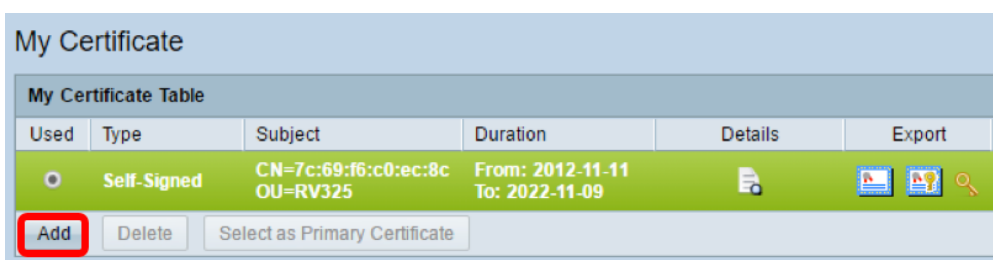 My Certificate
My Certificate Table
Used Type Subject Duration Details Export
Self-Signed CN=7c:69:f6:c0:ec:8c From: 2012-11-11
OU=RV325 To: 2022-11-09
Add Delete Select as Primary Certificate